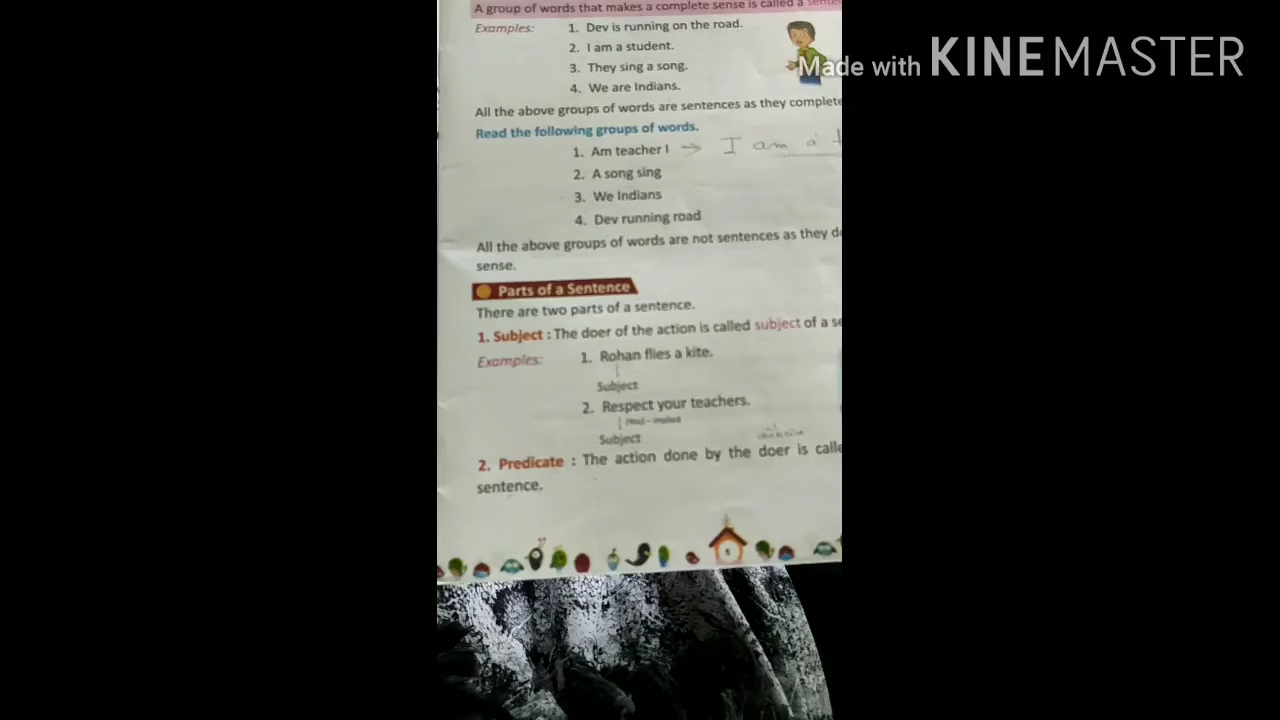 A group of words that makes a complete sense is called a
Examples: 1. Dev is running on the road.
2. I am a student.
3. They sing a song.
4. We are Indians.
Made with KINEMASTER
All the above groups of words are sentences as they complete
Read the following groups of words.
1. Am teacher I → I am a
2. A song sing
3. We Indians
4. Dev running road
All the above groups of words are not sentences as they
sense.
Parts of a Sentence
There are two parts of a sentence.
1. Subject : The doer of the action is called subject of a
Examples: 1. Rohan flies a kite.
Subject
2. Respect your teachers.
Subject
2. Predicate : The action done by the doer is
sentence.